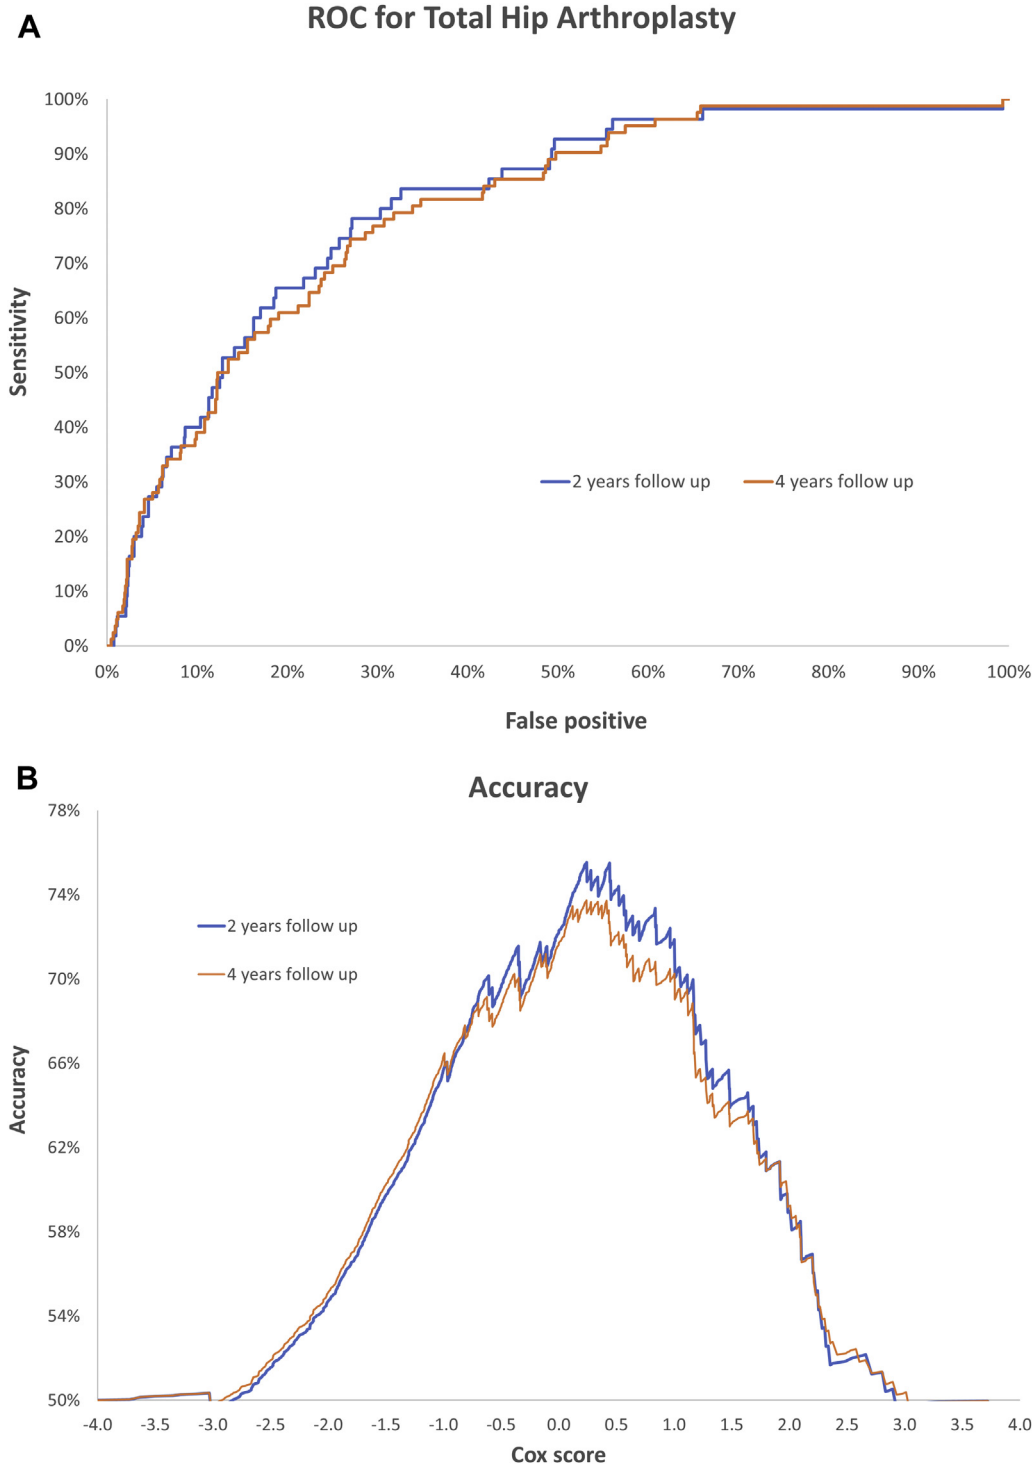 A
ROC for Total Hip Arthroplasty
100%
90%
80%
70%
60%
50%
40%
30%
20%
10%
0%
Sensitivity
2 years follow up
4 years follow up
0% 10% 20% 30% 40% 50% 60% 70% 80% 90% 100%
False positive
B
Accuracy
78%
74%
70%
66%
62%
58%
54%
50%
Accuracy
2 years follow up
4 years follow up
-4.0 -3.5 -3.0 -2.5 -2.0 -1.5 -1.0 -0.5 0.0 0.5 1.0 1.5 2.0 2.5 3.0 3.5 4.0
Cox score